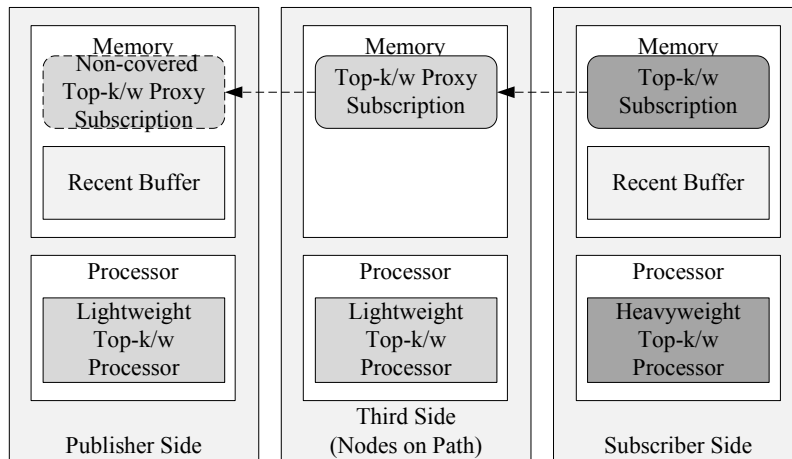 Memory
Non-covered
Top-k/w Proxy
Subscription
Recent Buffer
Processor
Lightweight
Top-k/w
Processor
Publisher Side
Memory
Top-k/w Proxy
Subscription
Processor
Lightweight
Top-k/w
Processor
Third Side
(Nodes on Path)
Memory
Top-k/w
Subscription
Recent Buffer
Processor
Heavyweight
Top-k/w
Processor
Subscriber Side